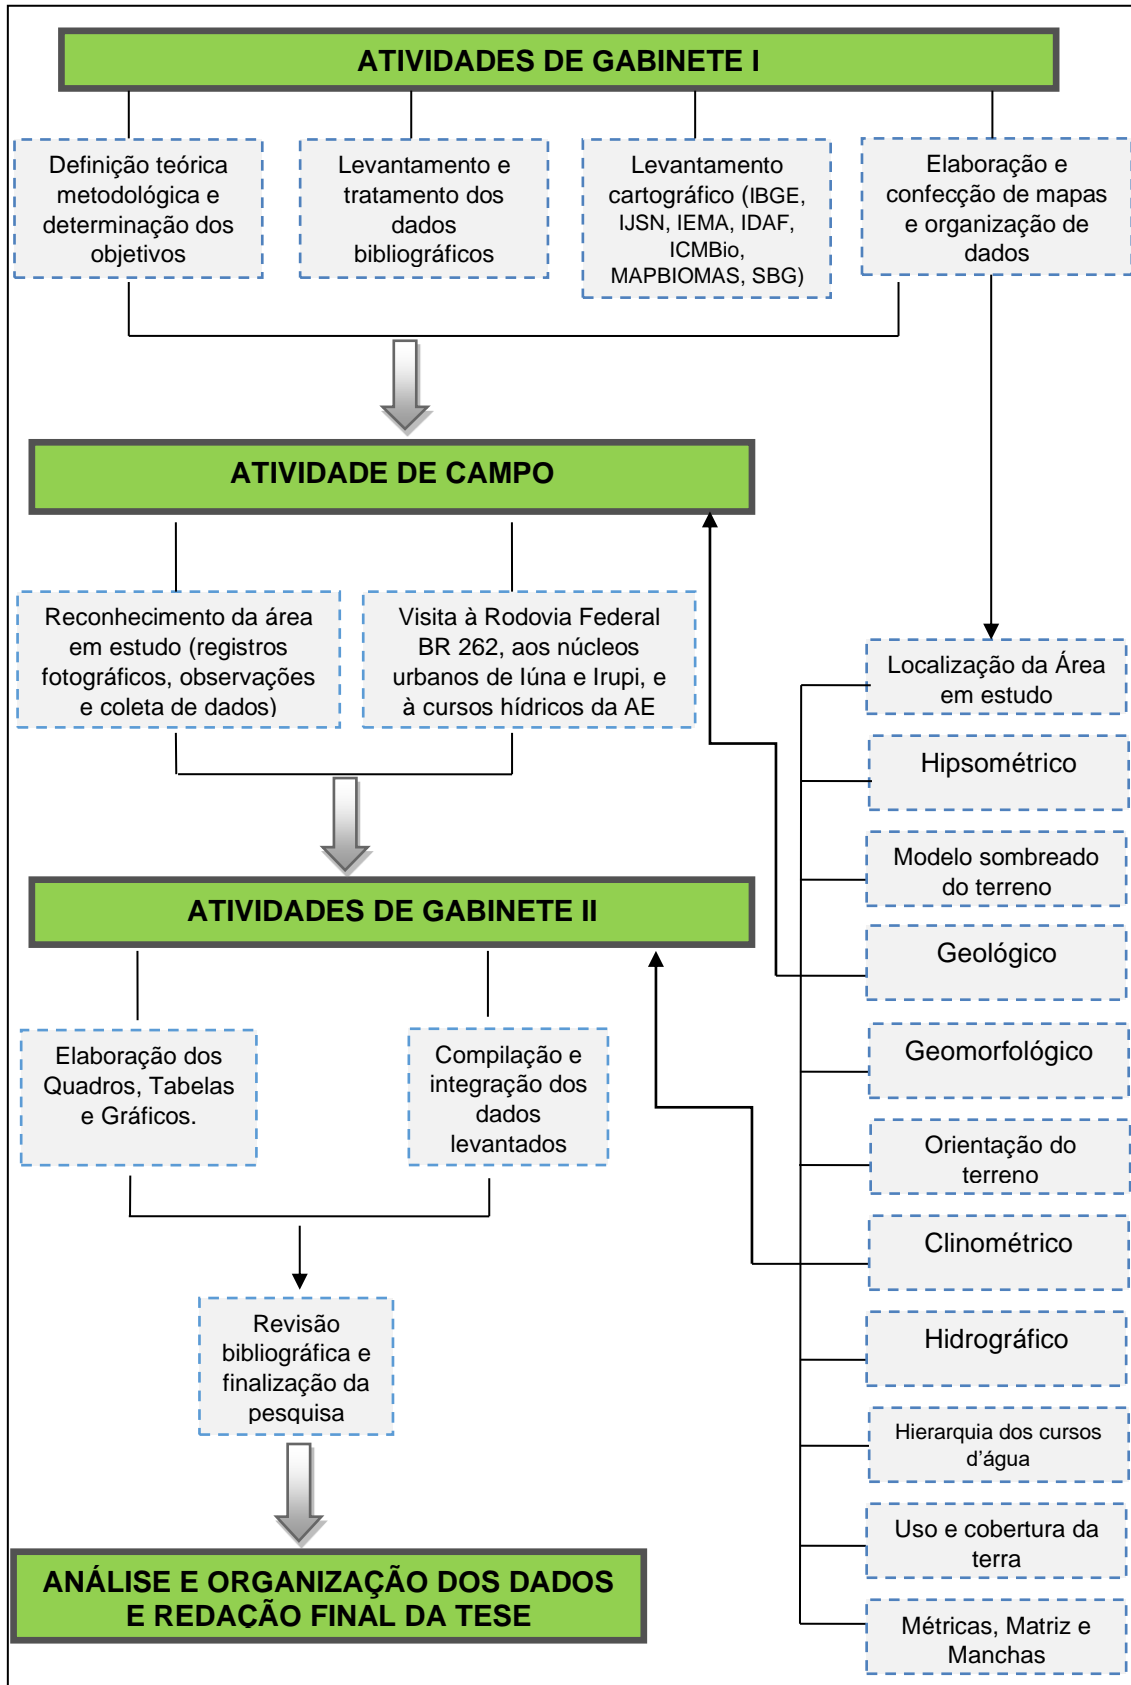 ATIVIDADES DE GABINETE I
Definição teórica
metodológica e
determinação dos
objetivos
Levantamento e
tratamento dos
dados
bibliográficos
Levantamento
cartográfico (IBGE,
IJSN, IEMA, IDAF,
ICMBio,
MAPBIOMAS, SBG)
Elaboração e
confecção de mapas
e organização de
dados
ATIVIDADE DE CAMPO
Reconhecimento da área
em estudo (registros
fotográficos, observações
e coleta de dados)
Visita à Rodovia Federal
BR 262, aos núcleos
urbanos de Iúna e Irupi, e
à cursos hídricos da AE
ATIVIDADES DE GABINETE II
Elaboração dos
Quadros, Tabelas
e Gráficos.
Compilação e
integração dos
dados
levantados
Revisão
bibliográfica e
finalização da
pesquisa
ANÁLISE E ORGANIZAÇÃO DOS DADOS
E REDAÇÃO FINAL DA TESE
Localização da Área
em estudo
Hipsométrico
Modelo sombreado
do terreno
Geológico
Geomorfológico
Orientação do
terreno
Clinométrico
Hidrográfico
Hierarquia dos cursos
d’água
Uso e cobertura da
terra
Métricas, Matriz e
Manchas